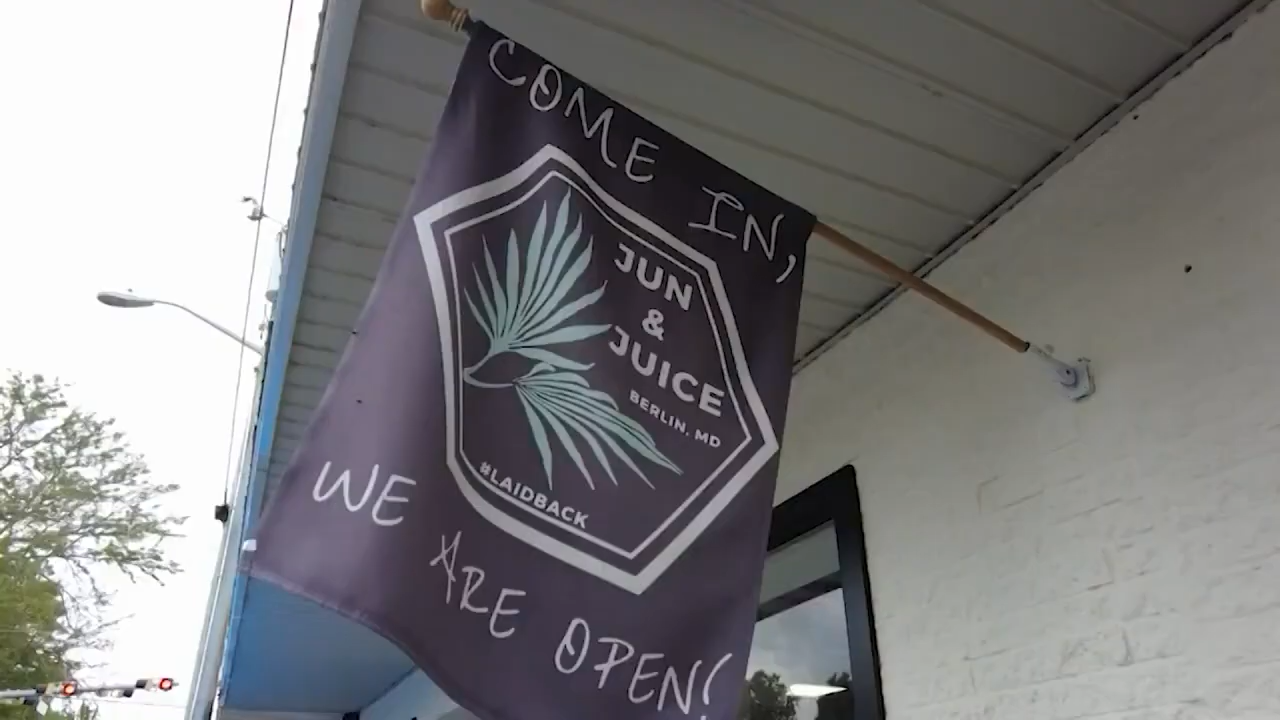 COME IN,
JUN
&
JUICE
BERLIN, MD
#LAIDBACK
WE ARE OPEN!